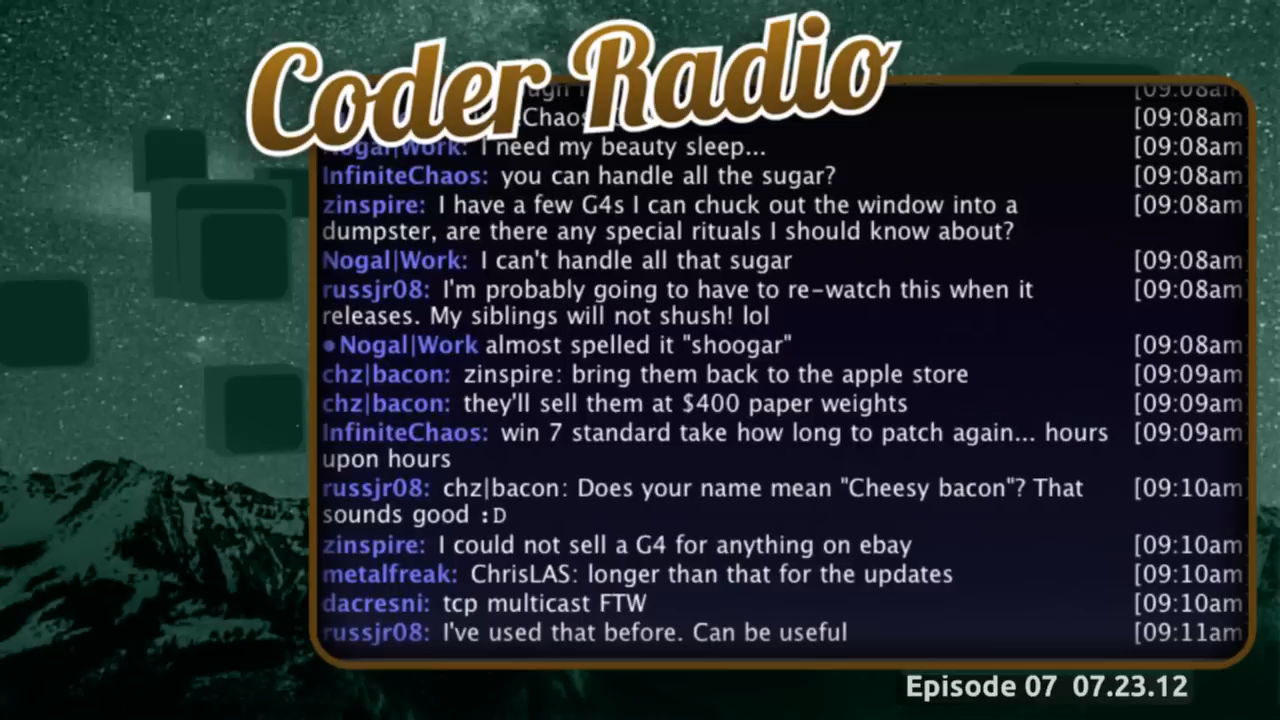 Coder Radio
[09:08am
Chaos [09:08am
Nogal|Work: I need my beauty sleep... [09:08am
InfiniteChaos: you can handle all the sugar? [09:08am
zinspire: I have a few G4s I can chuck out the window into a [09:08am
dumpster, are there any special rituals I should know about?
Nogal|Work: I can't handle all that sugar [09:08am
russjr08: I'm probably going to have to re-watch this when it [09:08am
releases. My siblings will not shush! lol
•Nogal|Work almost spelled it "shoogar" [09:08am
chz|bacon: zinspire: bring them back to the apple store [09:09am
chz|bacon: they'll sell them at $400 paper weights [09:09am
InfiniteChaos: win 7 standard take how long to patch again... hours [09:09am
upon hours
russjr08: chz|bacon: Does your name mean "Cheesy bacon"? That [09:10am
sounds good :D
zinspire: I could not sell a G4 for anything on ebay [09:10am
metalfreak: ChrisLAS: longer than that for the updates [09:10am
dacresni: tcp multicast FTW [09:10am
russjr08: I've used that before. Can be useful [09:11am
Episode 07 07.23.12